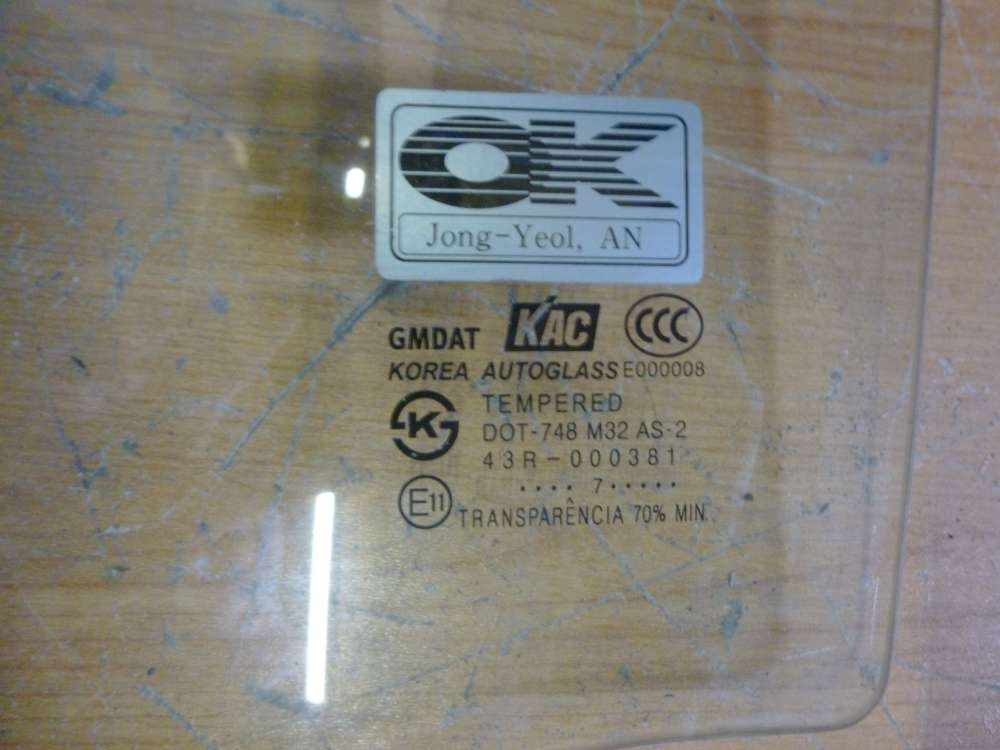 OK
Jong-Yeol, AN
GMDAT KAC CCC
KOREA AUTOGLASS E000008
K TEMPERED
DOT-748 M32 AS-2
43R-000381
···· 7 ·····
E11 TRANSPARÊNCIA 70% MIN.